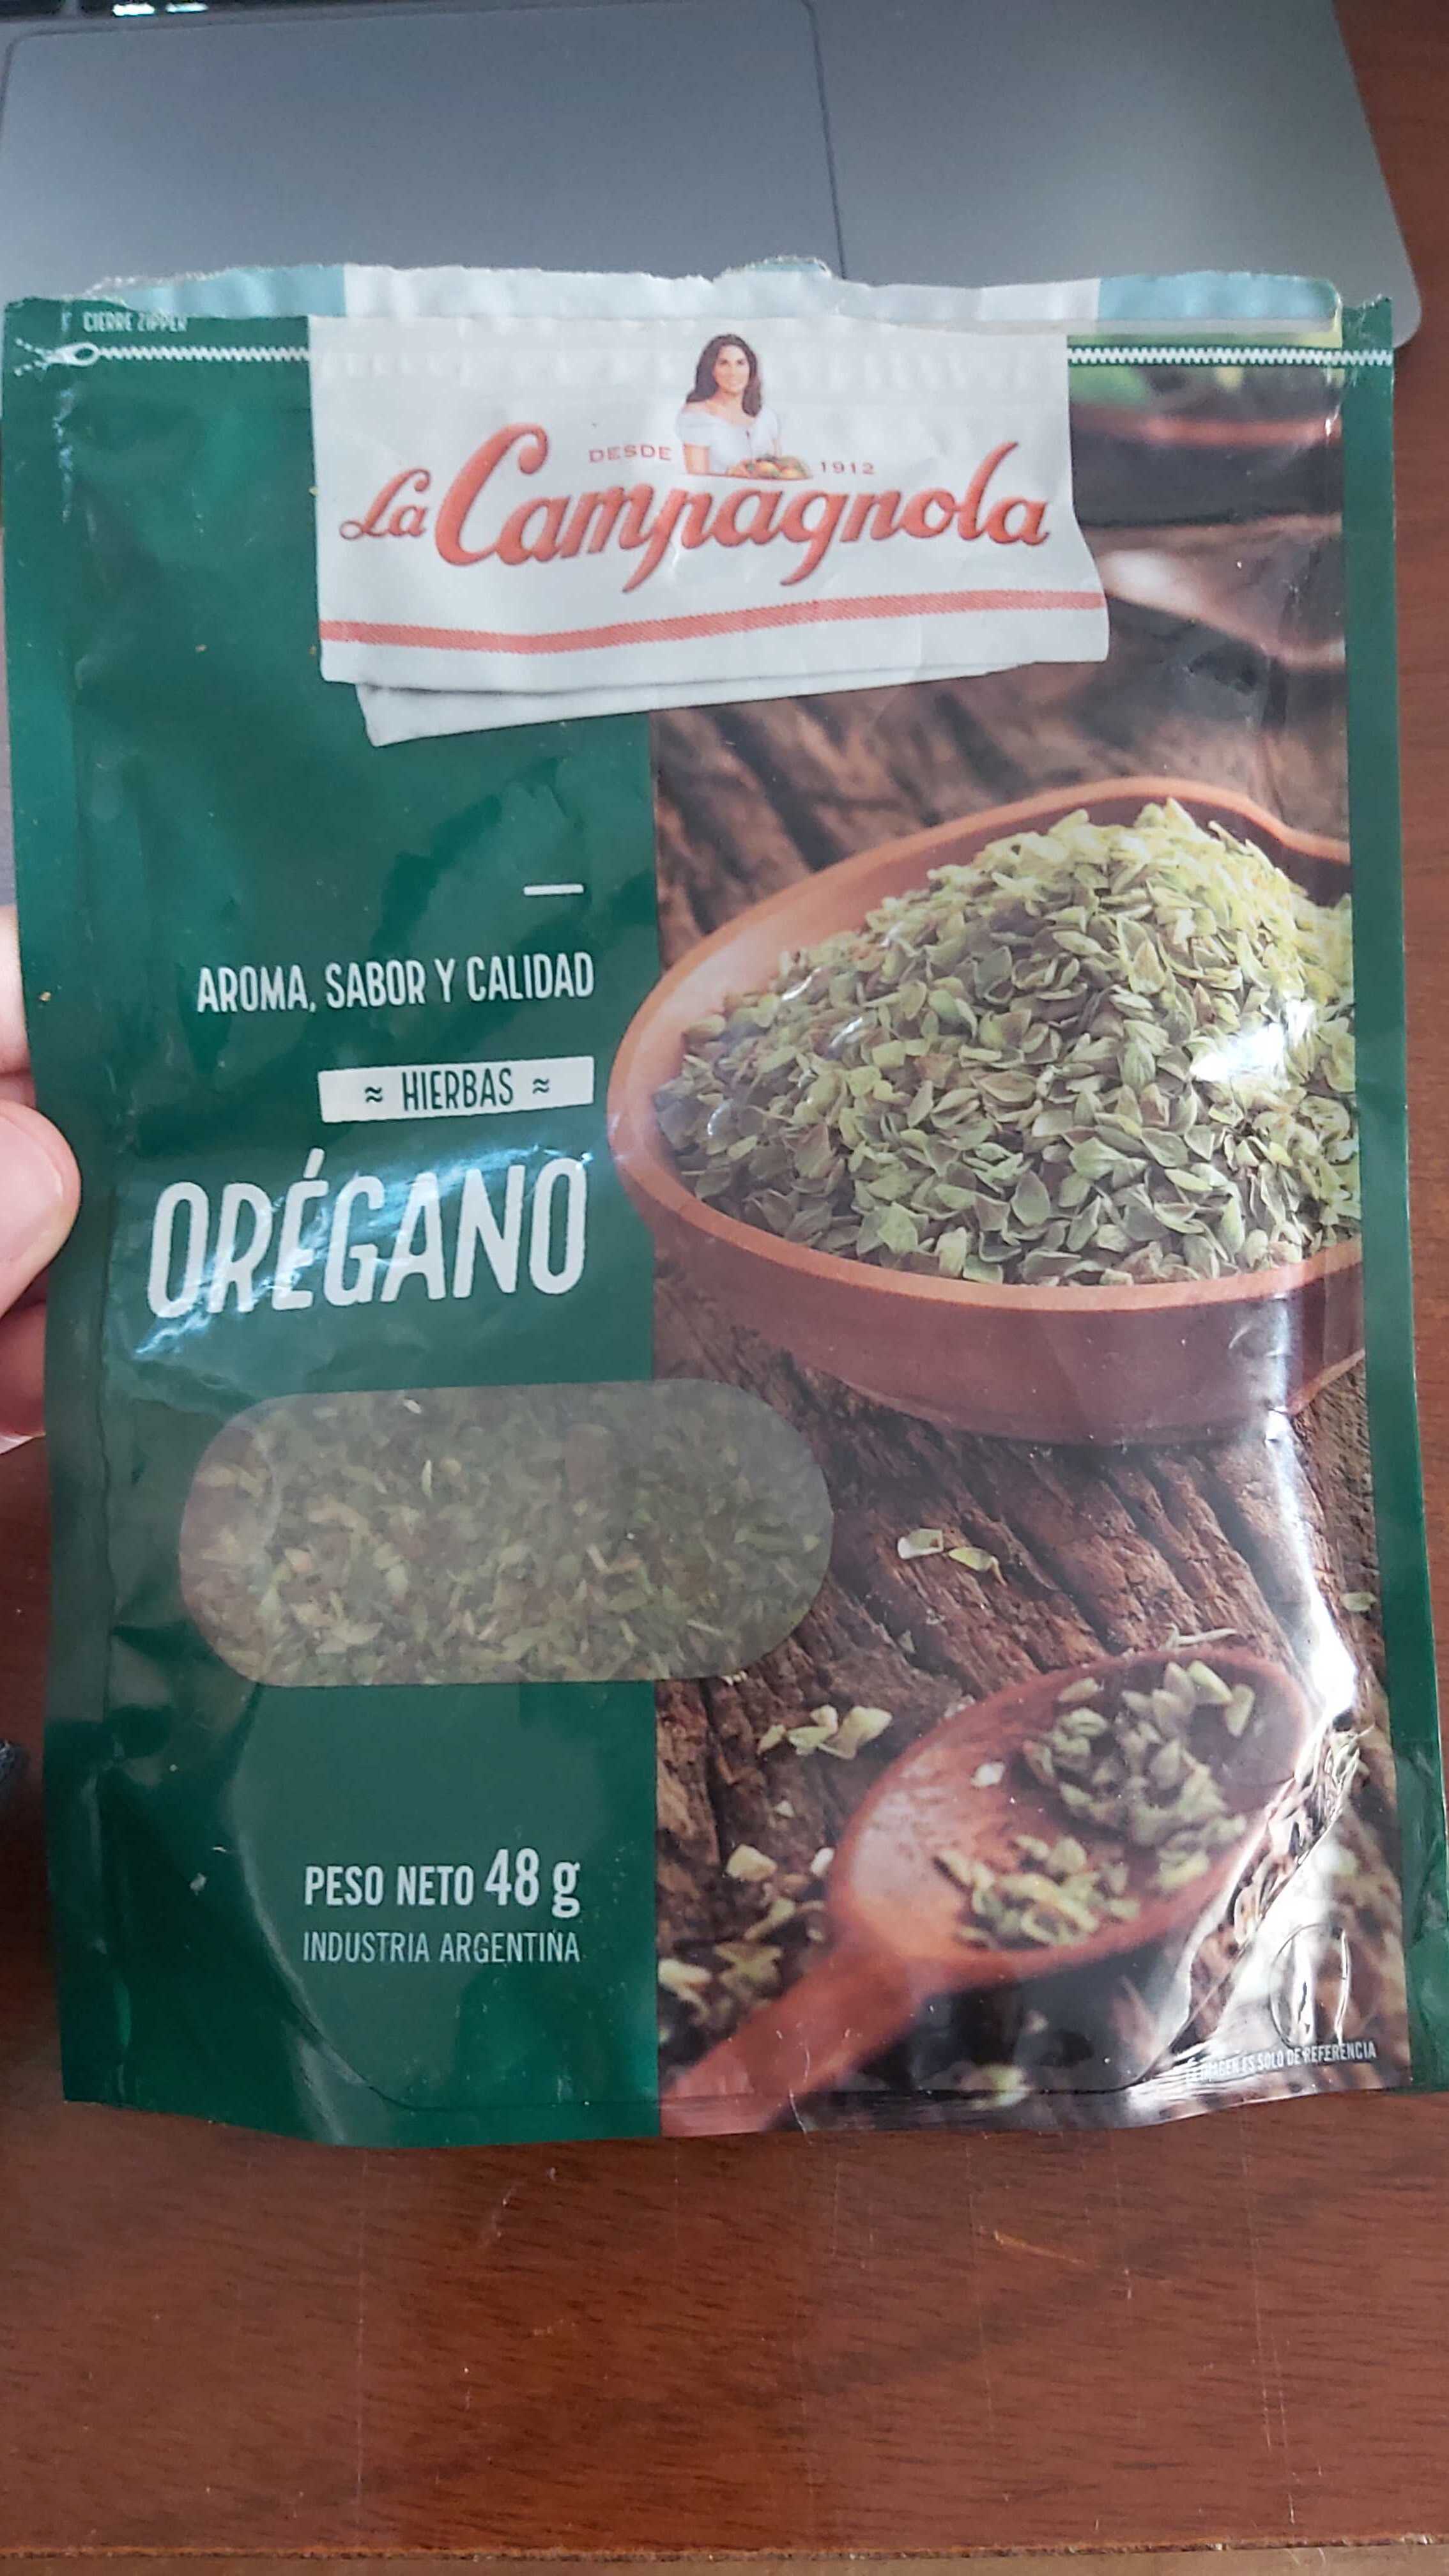 CIERRE ZIPPER
DESDE 1912
La Campagnola
AROMA, SABOR Y CALIDAD
≈ HIERBAS ≈
ORÉGANO
PESO NETO 48 g
INDUSTRIA ARGENTINA
IMAGEN ES SOLO DE REFERENCIA